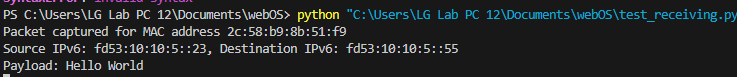 SyntaxError: invalid syntax
PS C:\Users\LG Lab PC 12\Documents\webOS> python "C:\Users\LG Lab PC 12\Documents\webOS\test_receiving.py
Packet captured for MAC address 2c:58:b9:8b:51:f9
Source IPv6: fd53:10:10:5::23, Destination IPv6: fd53:10:10:5::55
Payload: Hello World